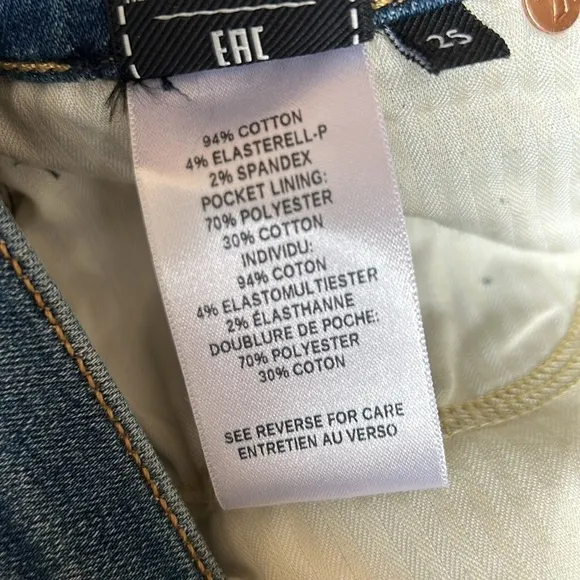 EAC
25
94% COTTON
4% ELASTERELL-P
2% SPANDEX
POCKET LINING:
70% POLYESTER
30% COTTON
INDIVIDU:
94% COTON
4% ELASTOMULTIESTER
2% ÉLASTHANNE
DOUBLURE DE POCHE:
70% POLYESTER
30% COTON
SEE REVERSE FOR CARE
ENTRETIEN AU VERSO